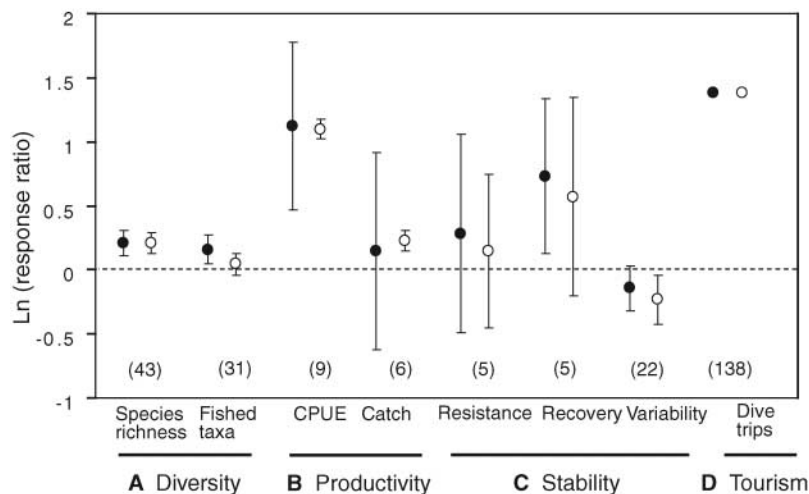 Ln (response ratio)
2
1.5
1
0.5
0
-0.5
-1
(43) (31) (9) (6) (5) (5) (22) (138)
Species richness Fished taxa CPUE Catch Resistance Recovery Variability Dive trips
A Diversity B Productivity C Stability D Tourism